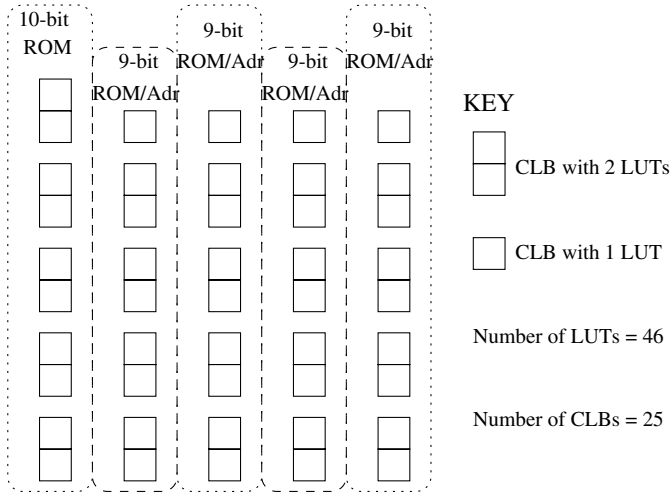 10-bit
ROM
9-bit
ROM/Adr
9-bit
ROM/Adr
9-bit
ROM/Adr
9-bit
ROM/Adr
KEY
CLB with 2 LUTs
CLB with 1 LUT
Number of LUTs = 46
Number of CLBs = 25